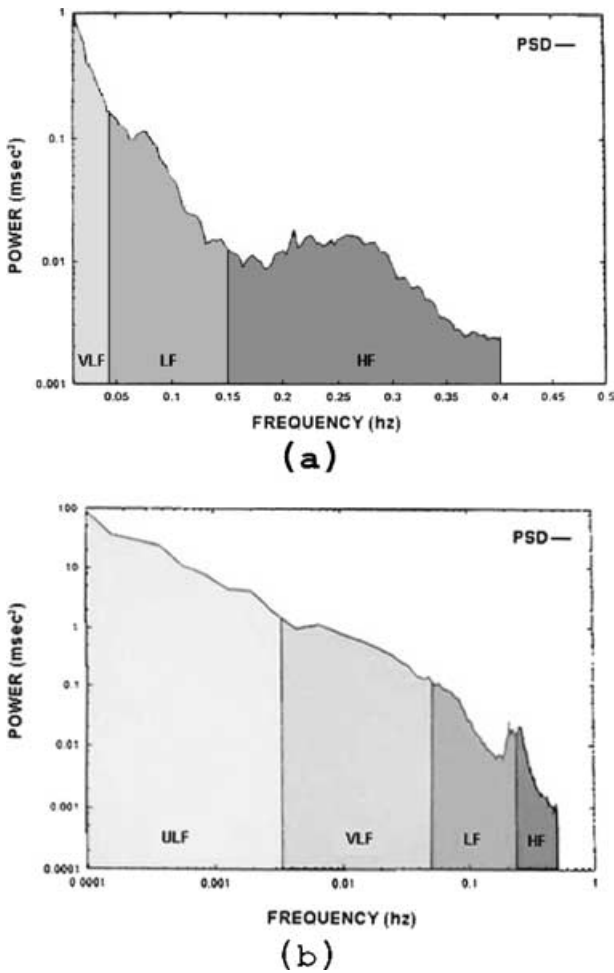 1
PSD
0.1
POWER (msec²)
0.01
VLF LF HF
0.001
0.05 0.1 0.15 0.2 0.25 0.3 0.35 0.4 0.45 0 5
FREQUENCY (hz)
(a)
100
PSD
10
1
POWER (msec²)
0.1
0.01
0.001
ULF VLF LF HF
0.0001
0 0001 0.001 0.01 0.1 1
FREQUENCY (hz)
(b)